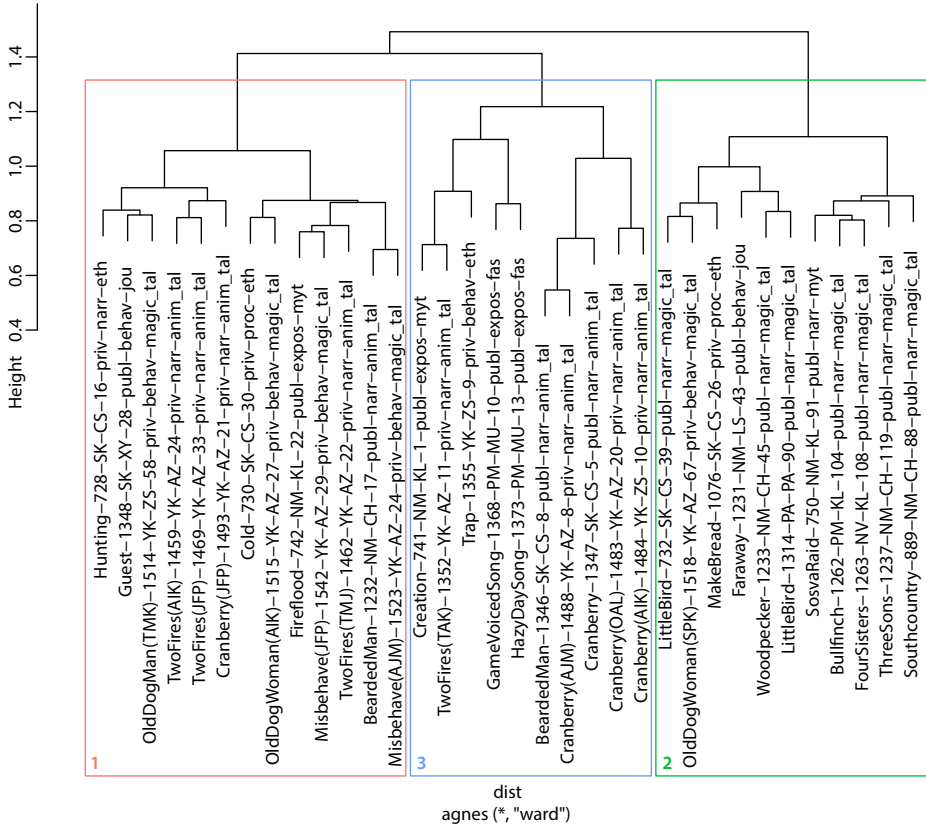 Height
0.4 0.6 0.8 1.0 1.2 1.4
Hunting−728−SK−CS−16−priv−narr−eth
Guest−1348−SK−XY−28−publ−behav−jou
OldDogMan(TMK)−1514−YK−ZS−58−priv−behav−magic_tal
TwoFires(AIK)−1459−YK−AZ−24−priv−narr−anim_tal
TwoFires(JFP)−1469−YK−AZ−33−priv−narr−anim_tal
Cranberry(JFP)−1493−YK−AZ−21−priv−narr−anim_tal
Cold−730−SK−CS−30−priv−proc−eth
OldDogWoman(AIK)−1515−YK−AZ−27−priv−behav−magic_tal
Fireflood−742−NM−KL−22−publ−expos−myt
Misbehave(JFP)−1542−YK−AZ−29−priv−behav−magic_tal
TwoFires(TMJ)−1462−YK−AZ−22−priv−narr−anim_tal
BeardedMan−1232−NM−CH−17−publ−narr−anim_tal
Misbehave(AJM)−1523−YK−AZ−24−priv−behav−magic_tal
Creation−741−NM−KL−1−publ−expos−myt
TwoFires(TAK)−1352−YK−AZ−11−priv−narr−anim_tal
Trap−1355−YK−ZS−9−priv−behav−eth
GameVoicedSong−1368−PM−MU−10−publ−expos−fas
HazyDaySong−1373−PM−MU−13−publ−expos−fas
BeardedMan−1346−SK−CS−8−publ−narr−anim_tal
Cranberry(AJM)−1488−YK−AZ−8−priv−narr−anim_tal
Cranberry−1347−SK−CS−5−publ−narr−anim_tal
Cranberry(OAL)−1483−YK−AZ−20−priv−narr−anim_tal
Cranberry(AIK)−1484−YK−ZS−10−priv−narr−anim_tal
LittleBird−732−SK−CS−39−publ−narr−magic_tal
OldDogWoman(SPK)−1518−YK−AZ−67−priv−behav−magic_tal
MakeBread−1076−SK−CS−26−priv−proc−eth
Faraway−1231−NM−LS−43−publ−behav−jou
Woodpecker−1233−NM−CH−45−publ−narr−magic_tal
LittleBird−1314−PA−PA−90−publ−narr−magic_tal
SosvaRaid−750−NM−KL−91−publ−narr−myt
Bullfinch−1262−PM−KL−104−publ−narr−magic_tal
FourSisters−1263−NV−KL−108−publ−narr−magic_tal
ThreeSons−1237−NM−CH−119−publ−narr−magic_tal
Southcountry−889−NM−CH−88−publ−narr−magic_tal
1
3
2
dist
agnes (*, "ward")